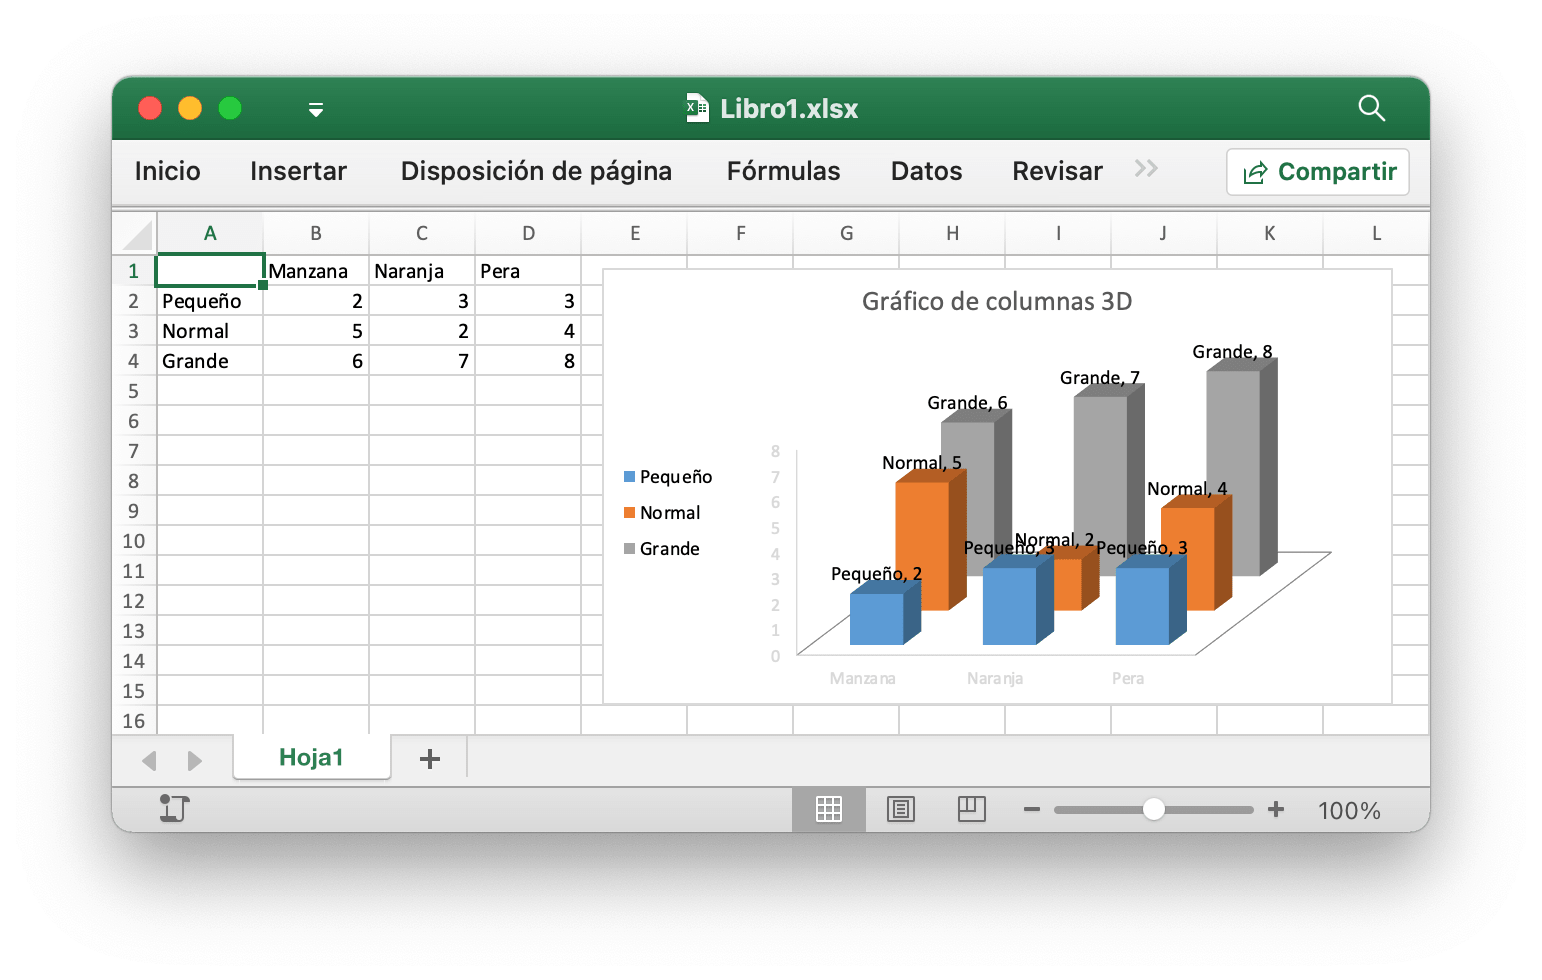 Libro1.xlsx
Inicio Insertar Disposición de página Fórmulas Datos Revisar Compartir
A B C D E F G H I J K L
1 Manzana Naranja Pera
2 Pequeño 2 3 3
3 Normal 5 2 4
4 Grande 6 7 8
5
6
7
8
9
10
11
12
13
14
15
16
Gráfico de columnas 3D
Pequeño
Normal
Grande
8
7
6
5
4
3
2
1
0
Grande, 6
Grande, 7
Grande, 8
Normal, 5
Normal, 2
Normal, 4
Pequeño, 2
Pequeño, 3
Pequeño, 3
Manzana Naranja Pera
Hoja1
100%